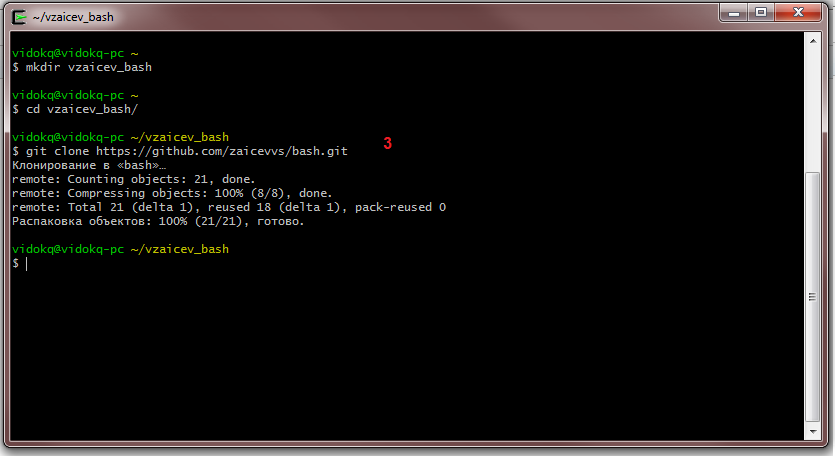 ~/vzaicev_bash
vidokq@vidokq-pc ~
$ mkdir vzaicev_bash
vidokq@vidokq-pc ~
$ cd vzaicev_bash/
vidokq@vidokq-pc ~/vzaicev_bash
3
$ git clone https://github.com/zaicevvs/bash.git
Клонирование в «bash»…
remote: Counting objects: 21, done.
remote: Compressing objects: 100% (8/8), done.
remote: Total 21 (delta 1), reused 18 (delta 1), pack-reused 0
Распаковка объектов: 100% (21/21), готово.
vidokq@vidokq-pc ~/vzaicev_bash
$